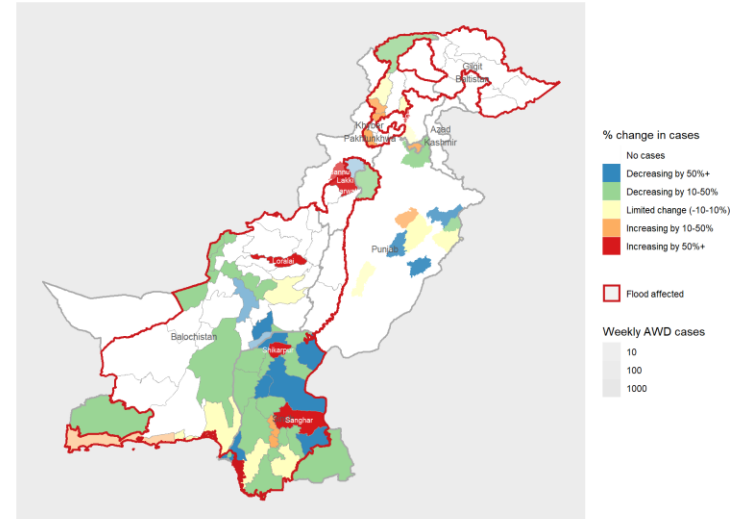 Gilgit
Baltistan
Khyber
Pakhtunkhwa
Azad
Kashmir
Lakki
Punjab
Loralai
Balochistan
Shikarpur
Sanghar
% change in cases
No cases
Decreasing by 50%+
Decreasing by 10-50%
Limited change (-10-10%)
Increasing by 10-50%
Increasing by 50%+
Flood affected
Weekly AWD cases
10
100
1000